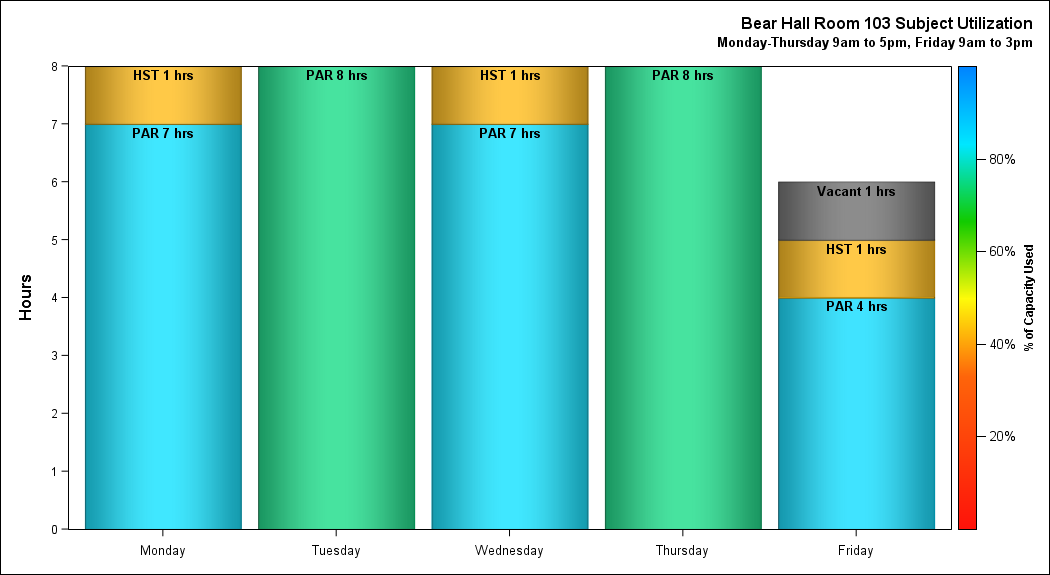 Bear Hall Room 103 Subject Utilization
Monday-Thursday 9am to 5pm, Friday 9am to 3pm
Hours
8
7
6
5
4
3
2
1
0
HST 1 hrs
PAR 7 hrs
PAR 8 hrs
HST 1 hrs
PAR 7 hrs
PAR 8 hrs
Vacant 1 hrs
HST 1 hrs
PAR 4 hrs
Monday
Tuesday
Wednesday
Thursday
Friday
80%
60%
40%
20%
% of Capacity Used